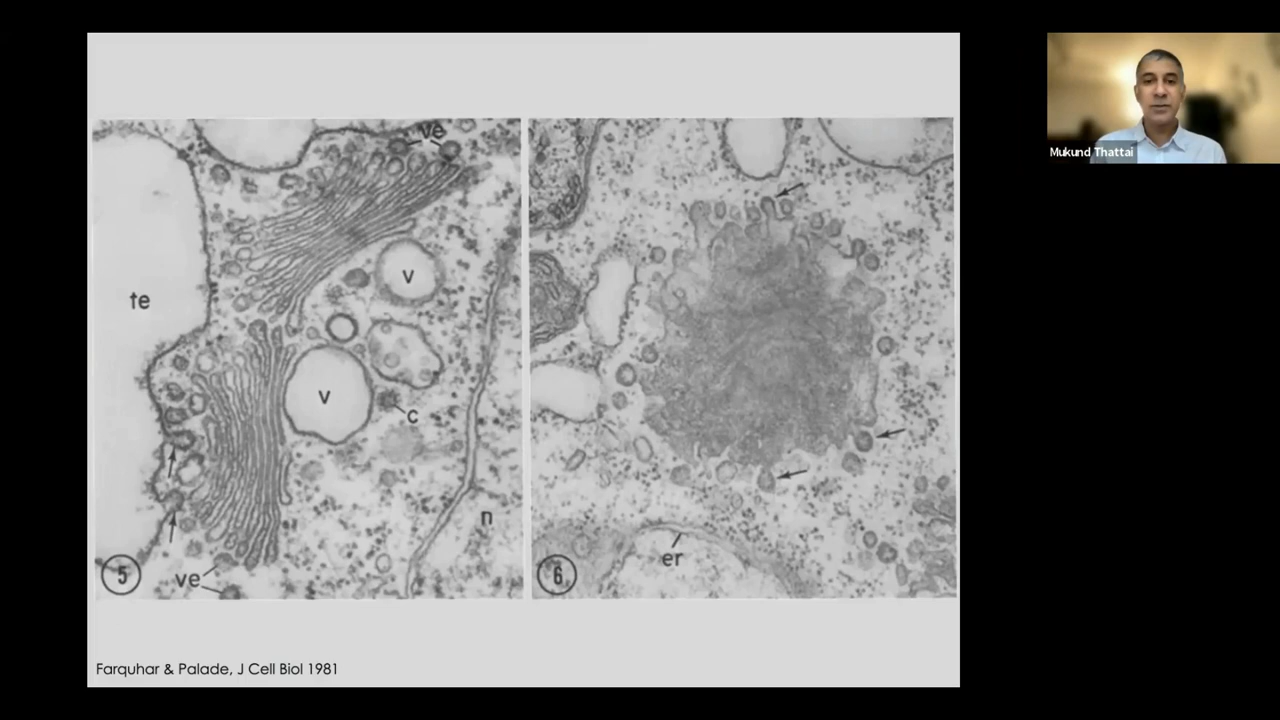 ve
te
v
v
c
n
ve
5
er
6
Farquhar & Palade, J Cell Biol 1981
Mukund Thattai